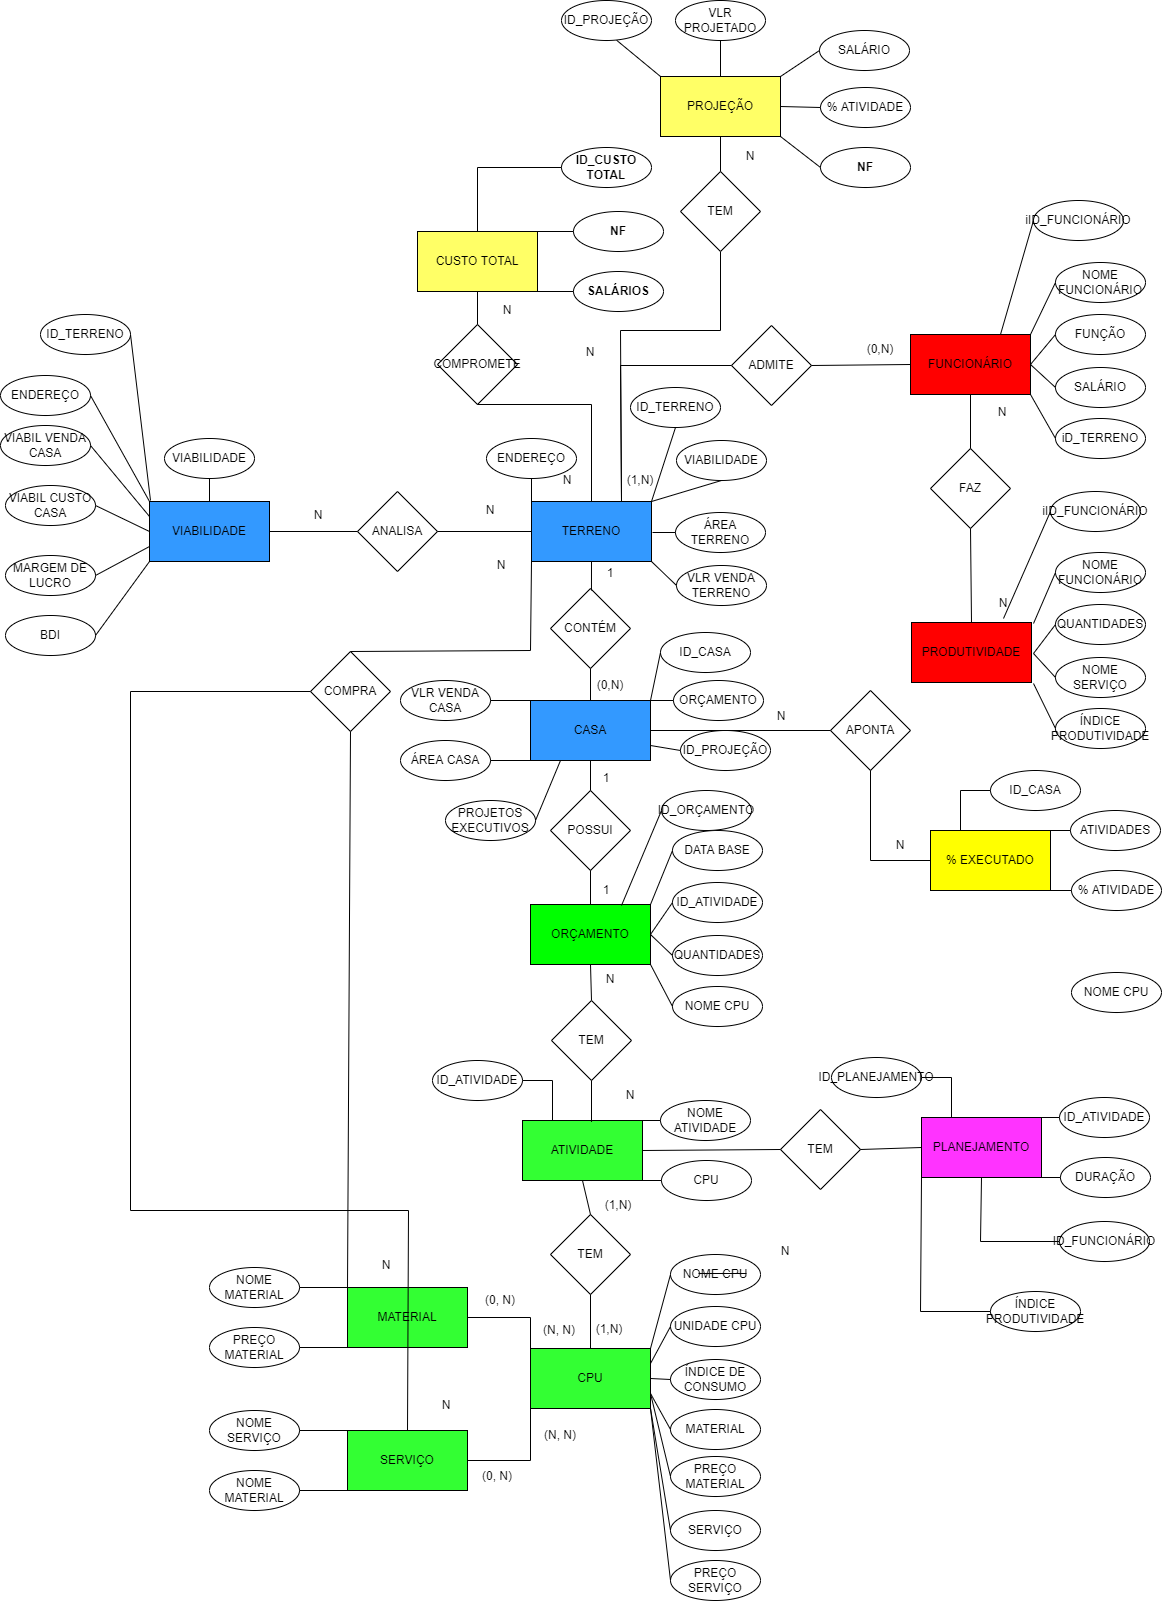 ID_PROJEÇÃO
VLR
PROJETADO
SALÁRIO
PROJEÇÃO
% ATIVIDADE
N
ID_CUSTO
TOTAL
NF
TEM
iID_FUNCIONÁRIO
NF
CUSTO TOTAL
NOME
FUNCIONÁRIO
SALÁRIOS
N
ID_TERRENO
FUNÇÃO
N
(0,N)
COMPROMETE
ADMITE
FUNCIONÁRIO
SALÁRIO
ENDEREÇO
ID_TERRENO
N
VIABIL VENDA
CASA
iD_TERRENO
VIABILIDADE
ENDEREÇO
VIABILIDADE
N
(1,N)
FAZ
VIABIL CUSTO
CASA
N
N
iID_FUNCIONÁRIO
VIABILIDADE
ANALISA
TERRENO
ÁREA
TERRENO
MARGEM DE
LUCRO
N
1
VLR VENDA
TERRENO
NOME
FUNCIONÁRIO
N
BDI
CONTÉM
QUANTIDADES
ID_CASA
PRODUTIVIDADE
NOME
SERVIÇO
COMPRA
(0,N)
VLR VENDA
CASA
ORÇAMENTO
N
ÍNDICE
PRODUTIVIDADE
CASA
APONTA
ID_PROJEÇÃO
ÁREA CASA
1
ID_CASA
PROJETOS
EXECUTIVOS
ID_ORÇAMENTO
POSSUI
ATIVIDADES
N
DATA BASE
% EXECUTADO
1
% ATIVIDADE
ID_ATIVIDADE
ORÇAMENTO
QUANTIDADES
N
NOME CPU
NOME CPU
TEM
ID_ATIVIDADE
ID_PLANEJAMENTO
N
NOME
ATIVIDADE
ID_ATIVIDADE
ATIVIDADE
TEM
PLANEJAMENTO
CPU
DURAÇÃO
(1,N)
ID_FUNCIONÁRIO
TEM
N
N
NOME
MATERIAL
NOME CPU
(0, N)
ÍNDICE
PRODUTIVIDADE
MATERIAL
(N, N)
(1,N)
UNIDADE CPU
PREÇO
MATERIAL
CPU
ÍNDICE DE
CONSUMO
N
NOME
SERVIÇO
(N, N)
MATERIAL
SERVIÇO
(0, N)
PREÇO
MATERIAL
NOME
MATERIAL
SERVIÇO
PREÇO
SERVIÇO